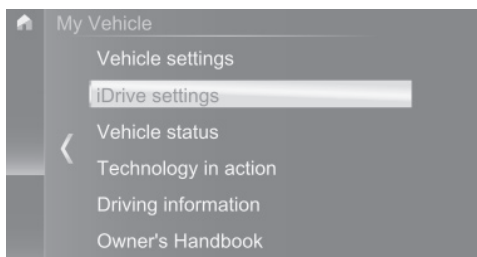 My Vehicle
Vehicle settings
iDrive settings
Vehicle status
Technology in action
Driving information
Owner's Handbook